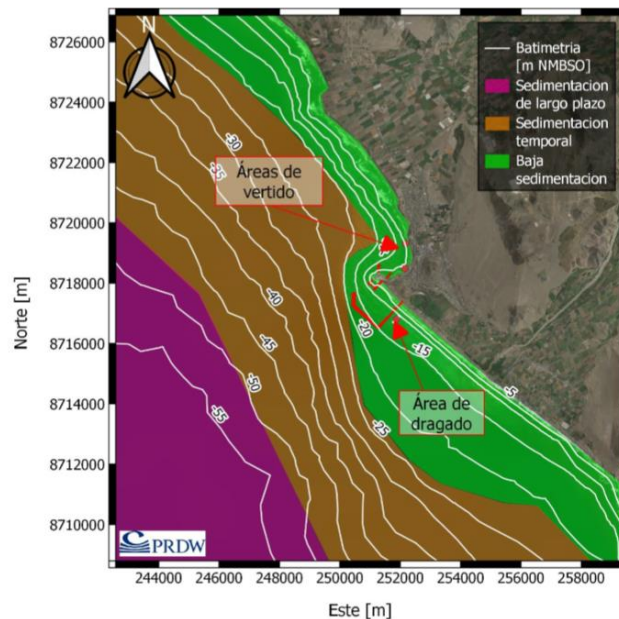 N
Batimetria
[m NMBSO]
Sedimentacion
de largo plazo
Sedimentacion
temporal
Baja
sedimentacion
Áreas de
vertido
Área de
dragado
-30
-35
-40
-45
-50
-55
-20
-15
-5
-25
8726000
8724000
8722000
8720000
8718000
8716000
8714000
8712000
8710000
Norte [m]
PRDW
244000
246000
248000
250000
252000
254000
256000
258000
Este [m]